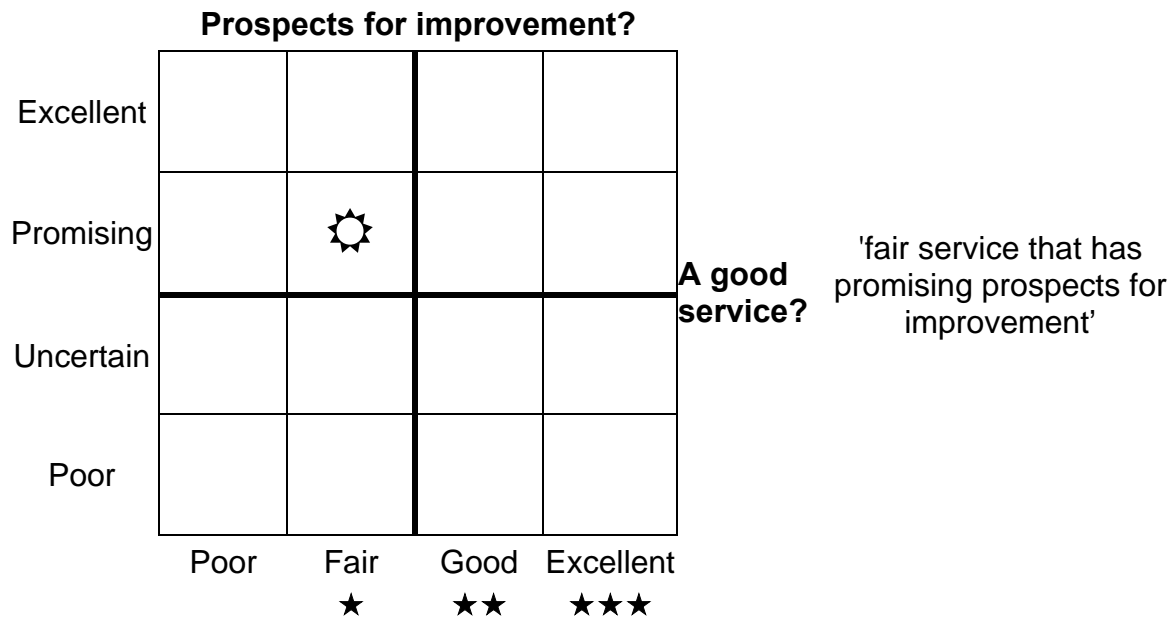 Prospects for improvement?
Excellent
Promising
Uncertain
Poor
A good
service?
'fair service that has
promising prospects for
improvement’
Poor Fair Good Excellent
★ ★★ ★★★